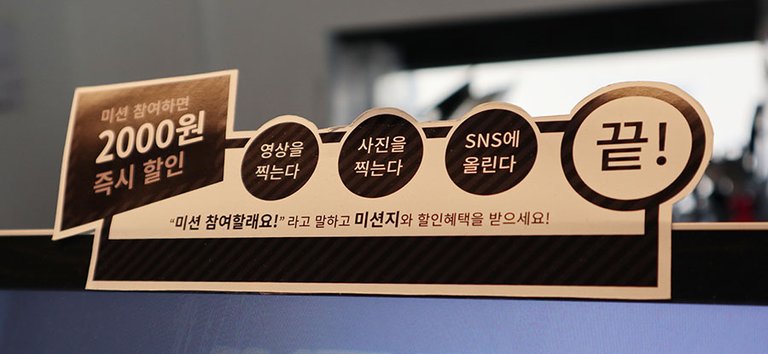 미션 참여하면
2000원
즉시 할인
영상을
찍는다
사진을
찍는다
SNS에
올린다
끝!
“미션 참여할래요!” 라고 말하고 미션지와 할인혜택을 받으세요!